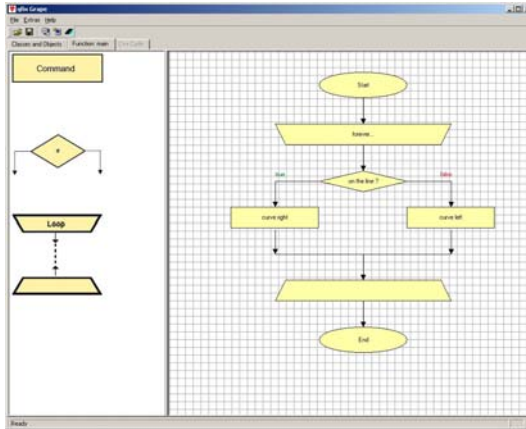 qfix Grape
File Extras Help
Classes and Objects Function: main C++ Code
Command
if
Loop
Start
forever...
true
on the line ?
false
curve right
curve left
End
Ready